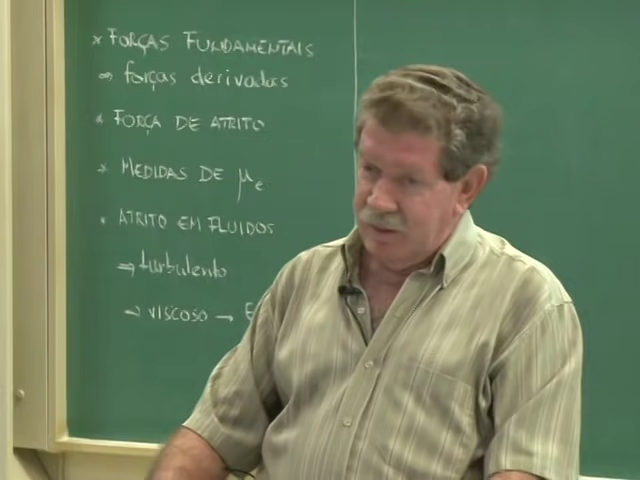 * FORÇAS FUNDAMENTAIS
⇒ forças derivadas
* FORÇA DE ATRITO
* MEDIDAS DE μe
* ATRITO EM FLUIDOS
⇒ turbulento
→ VISCOSO →